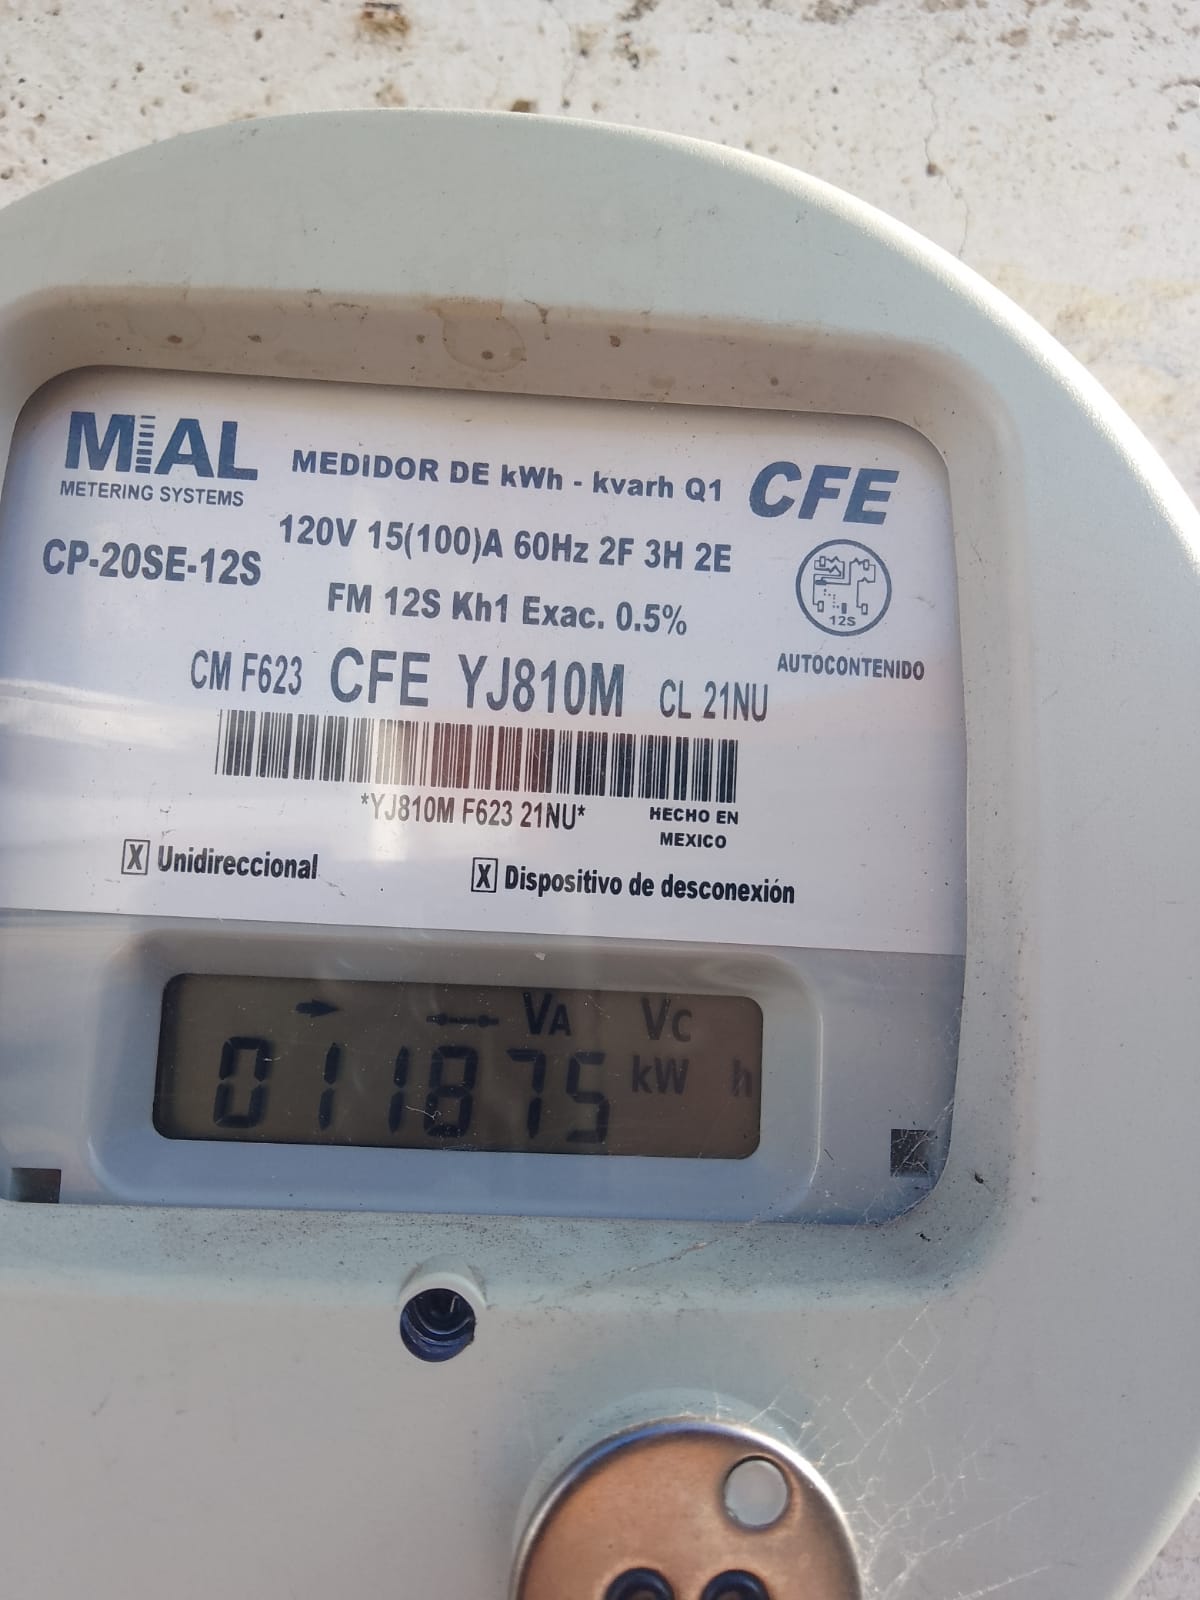 MIAL
METERING SYSTEMS
MEDIDOR DE kWh - kvarh Q1
CFE
120V 15(100)A 60Hz 2F 3H 2E
CP-20SE-12S
FM 12S Kh1 Exac. 0.5%
12S
AUTOCONTENIDO
CM F623 CFE YJ810M CL 21NU
*YJ810M F623 21NU*
HECHO EN
MEXICO
X Unidireccional
X Dispositivo de desconexión
VA VC
011875 kW h